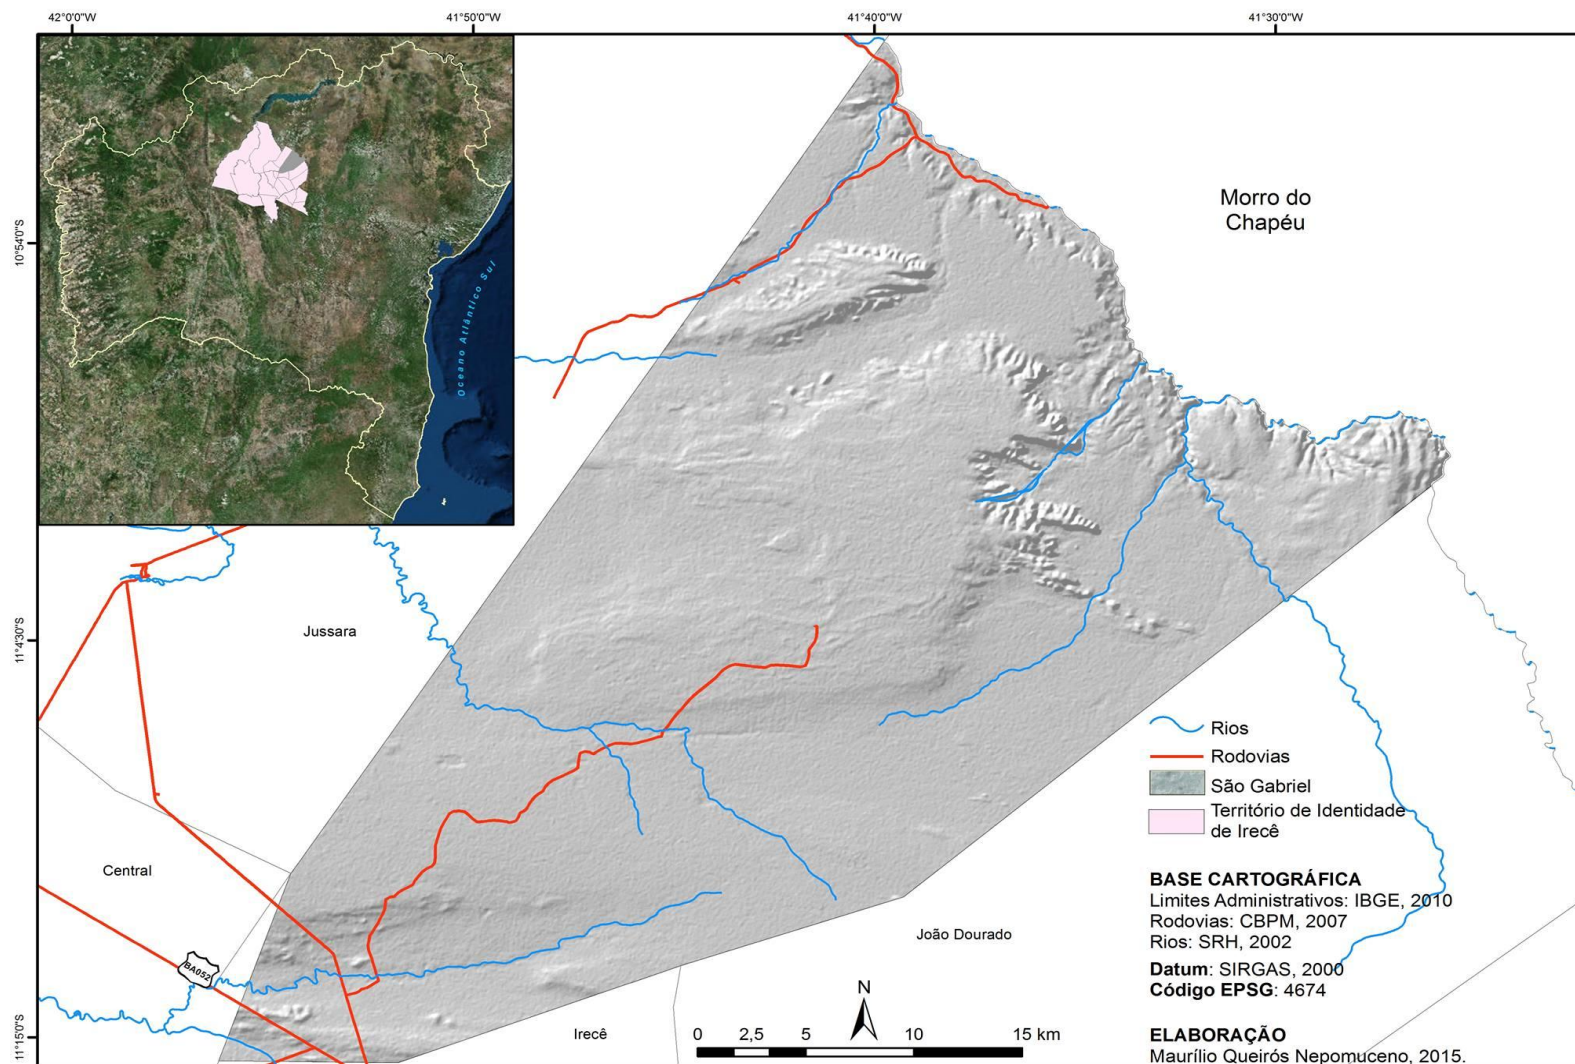 42°0'0"W
41°50'0"W
41°40'0"W
41°30'0"W
10°54'0"S
11°4'30"S
11°15'0"S
Oceano Atlântico Sul
Morro do
Chapéu
Jussara
Central
BA052
João Dourado
Irecê
Rios
Rodovias
São Gabriel
Território de Identidade
de Irecê
BASE CARTOGRÁFICA
Limites Administrativos: IBGE, 2010
Rodovias: CBPM, 2007
Rios: SRH, 2002
Datum: SIRGAS, 2000
Código EPSG: 4674
ELABORAÇÃO
Maurílio Queirós Nepomuceno, 2015.
N
0 2,5 5 10 15 km